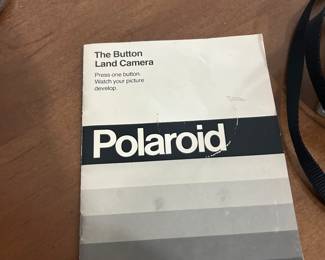 The Button
Land Camera
Press one button.
Watch your picture
develop.
Polaroid